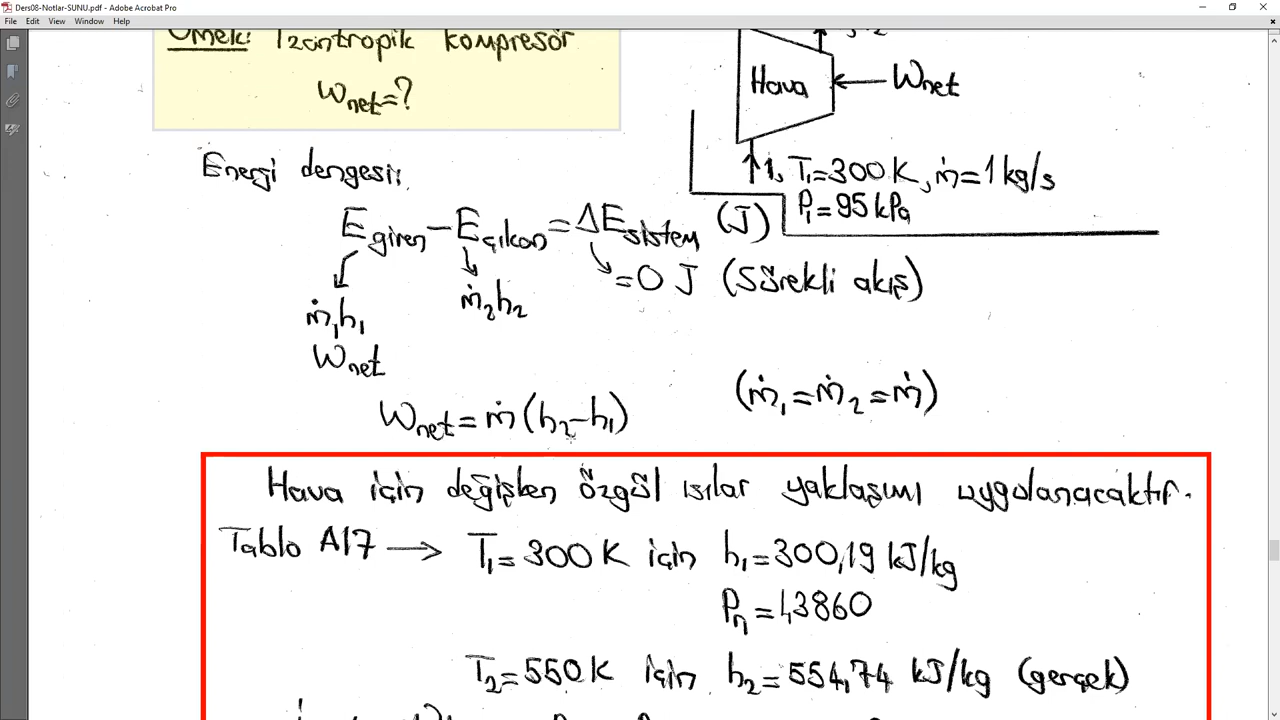 Ders08-Notlar-SUNU.pdf - Adobe Acrobat Pro
File Edit View Window Help
Örnek: İzentropik kompresör
Wnet=?
Hava
Wnet
1, T₁=300 K, ṁ=1 kg/s
P₁=95 kPa
Enerji dengesi:
Egiren-Eçıkan=ΔEsistem (J)
=0 J (Sürekli akış)
ṁ₁h₁
ṁ₂h₂
Wnet
Wnet=ṁ(h₂-h₁)
(ṁ₁=ṁ₂=ṁ)
Hava için değişken özgül ısılar yaklaşımı uygulanacaktır.
Tablo A17 → T₁=300 K için h₁=300,19 kJ/kg
Pr₁=1,3860
T₂=550K için h₂=554,74 kJ/kg (gerçek)